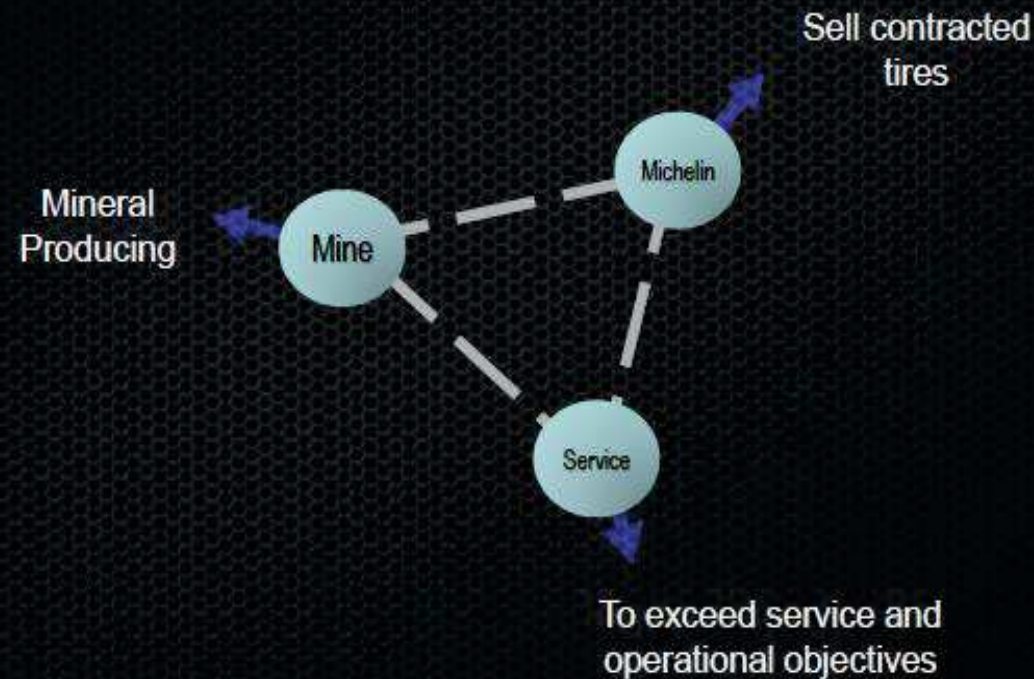 Sell contracted
tires
Michelin
Mineral
Producing
Mine
Service
To exceed service and
operational objectives